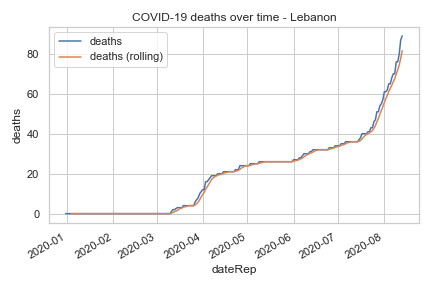 COVID-19 deaths over time - Lebanon
deaths
deaths (rolling)
deaths
80
60
40
20
0
2020-01
2020-02
2020-03
2020-04
2020-05
2020-06
2020-07
2020-08
dateRep